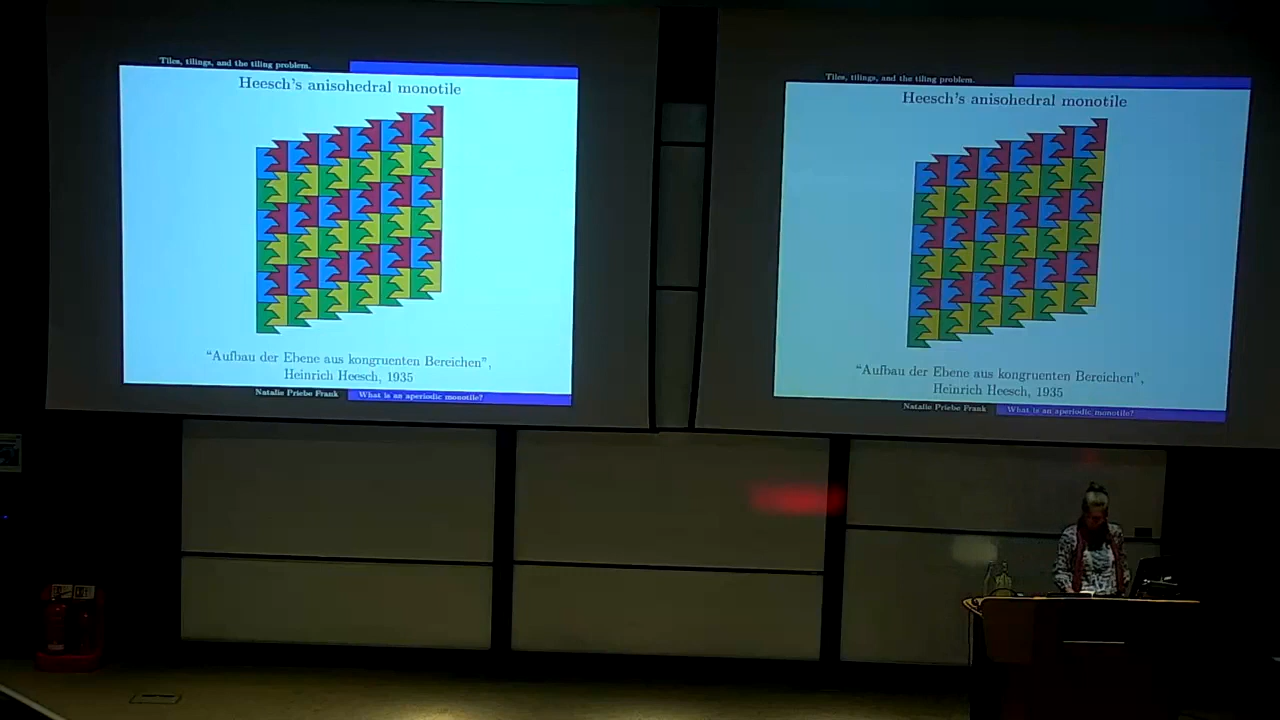 Tiles, tilings, and the tiling problem.
Heesch's anisohedral monotile
"Aufbau der Ebene aus kongruenten Bereichen",
Heinrich Heesch, 1935
Natalie Priebe Frank
What is an aperiodic monotile?
Tiles, tilings, and the tiling problem.
Heesch's anisohedral monotile
"Aufbau der Ebene aus kongruenten Bereichen",
Heinrich Heesch, 1935
Natalie Priebe Frank
What is an aperiodic monotile?